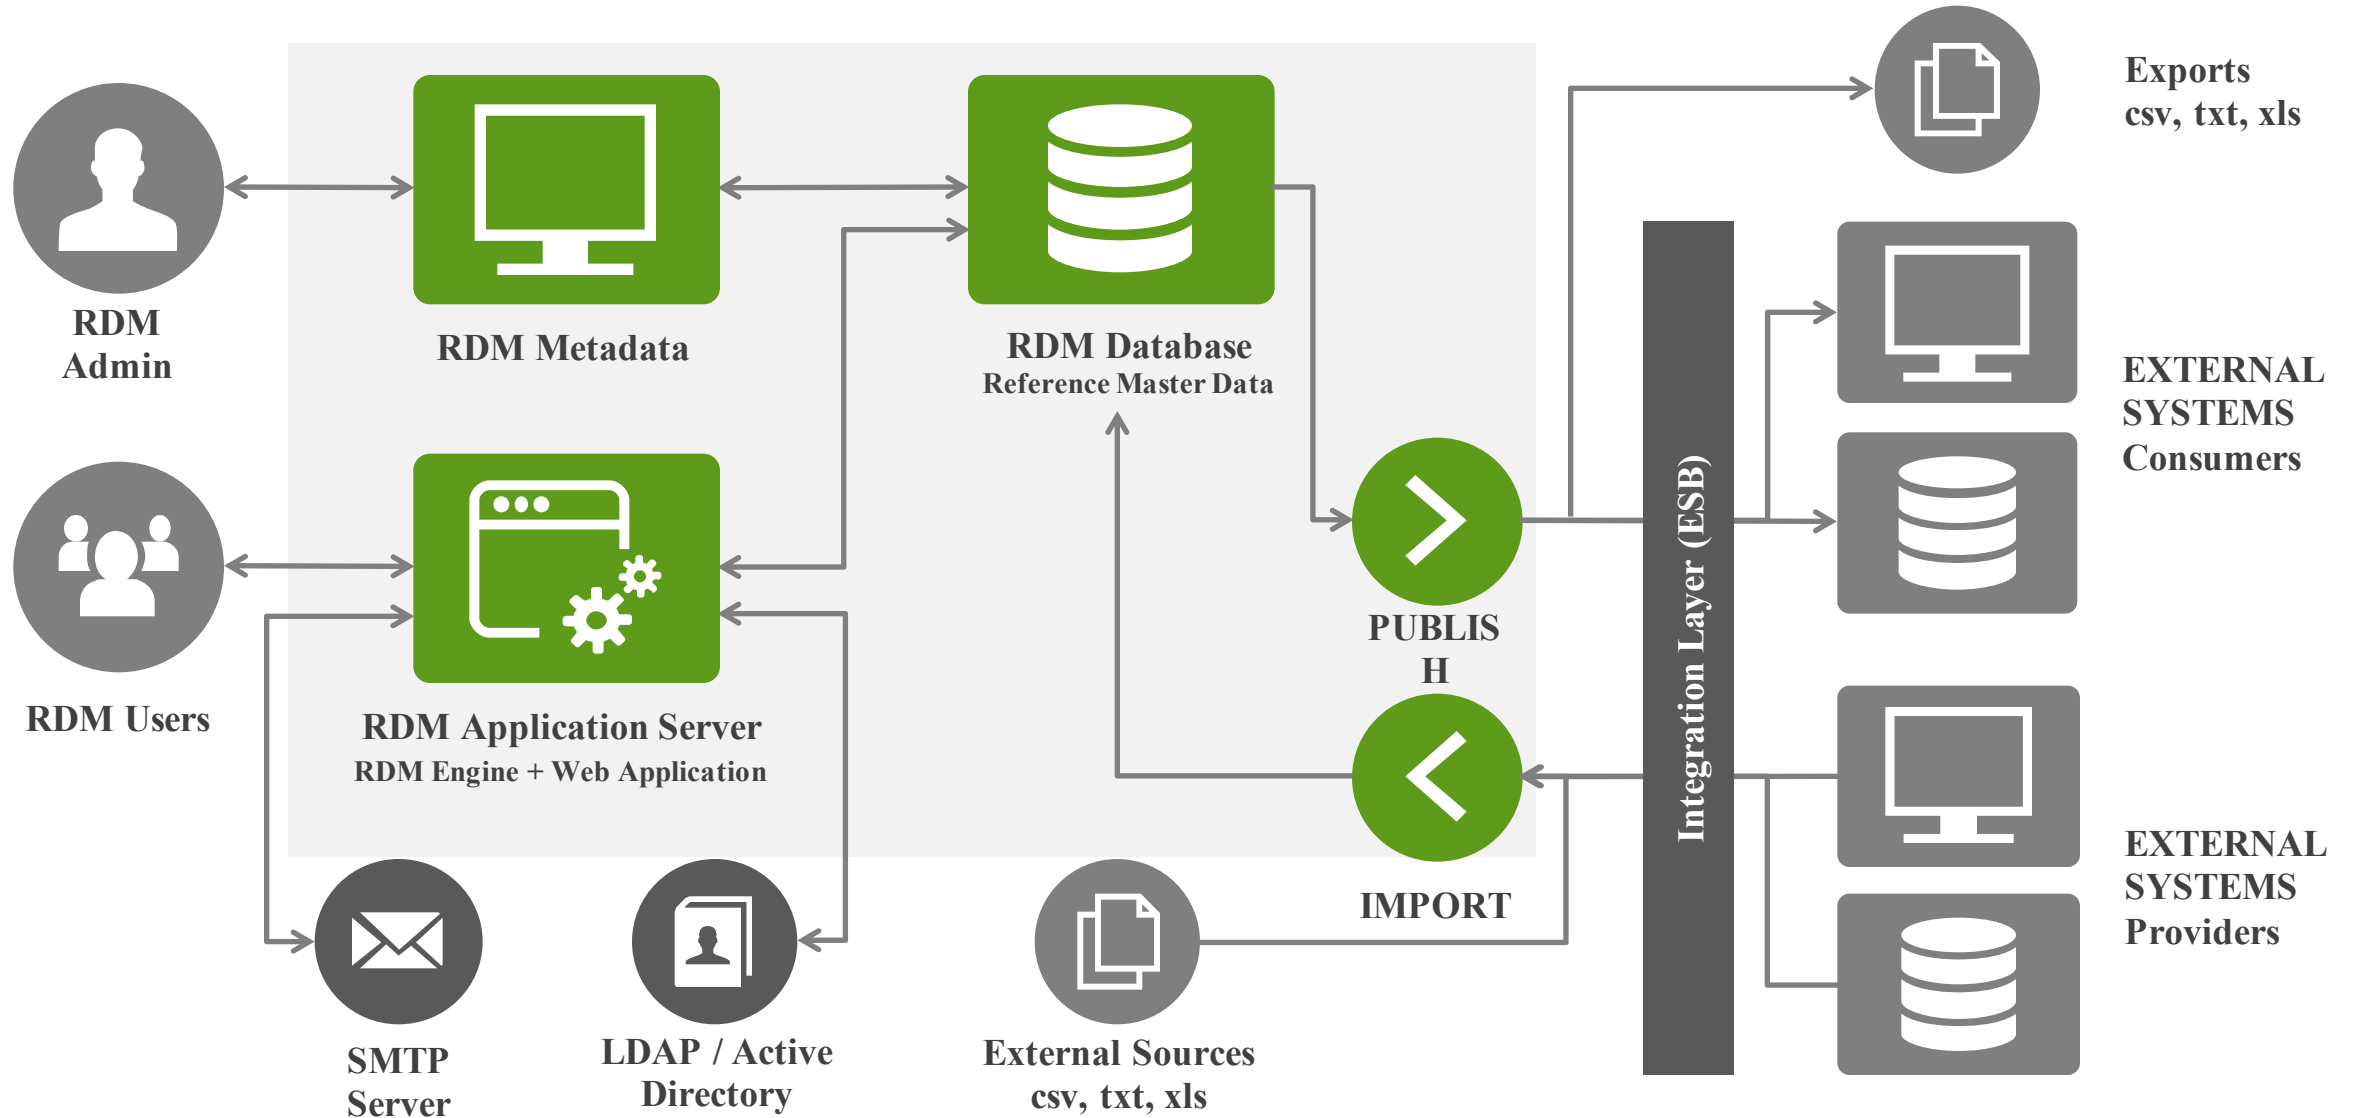 Exports
csv, txt, xls
RDM
Admin
RDM Metadata
RDM Database
Reference Master Data
EXTERNAL
SYSTEMS
Consumers
Integration Layer (ESB)
PUBLIS
H
RDM Users
RDM Application Server
RDM Engine + Web Application
IMPORT
EXTERNAL
SYSTEMS
Providers
SMTP
Server
LDAP / Active
Directory
External Sources
csv, txt, xls